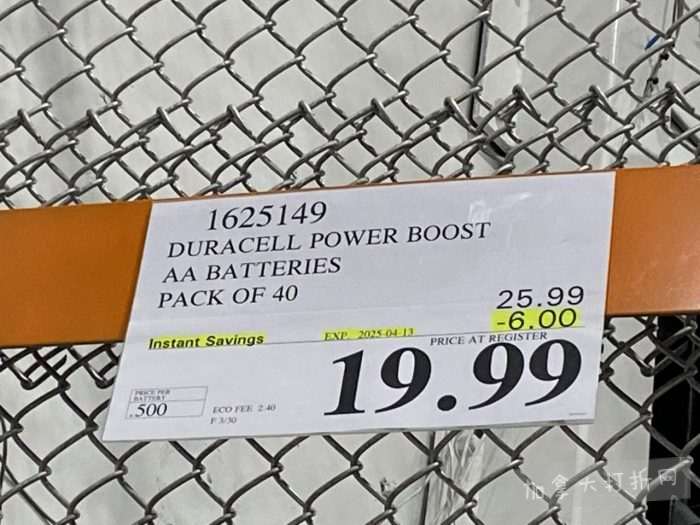 1625149
DURACELL POWER BOOST
AA BATTERIES
PACK OF 40
25.99
-6.00
Instant Savings EXP. 2025-04-13 PRICE AT REGISTER
19.99
PRICE PER
BATTERY
.500
ECO FEE 2.40
P 3/30
加拿大打折网